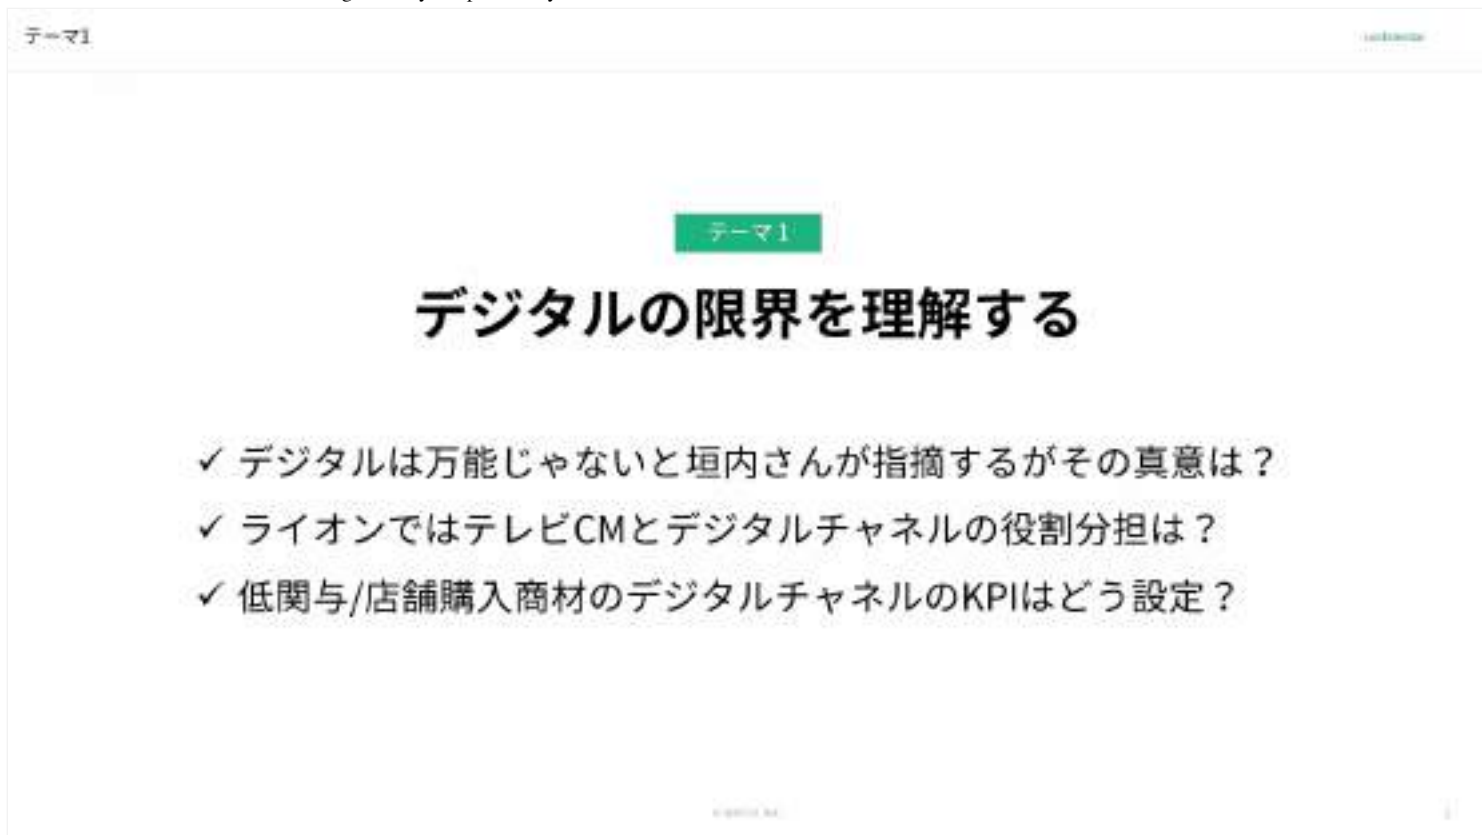 テーマ1
テーマ1
デジタルの限界を理解する
✓ デジタルは万能じゃないと垣内さんが指摘するがその真意は？
✓ ライオンではテレビCMとデジタルチャネルの役割分担は？
✓ 低関与/店舗購入商材のデジタルチャネルのKPIはどう設定？